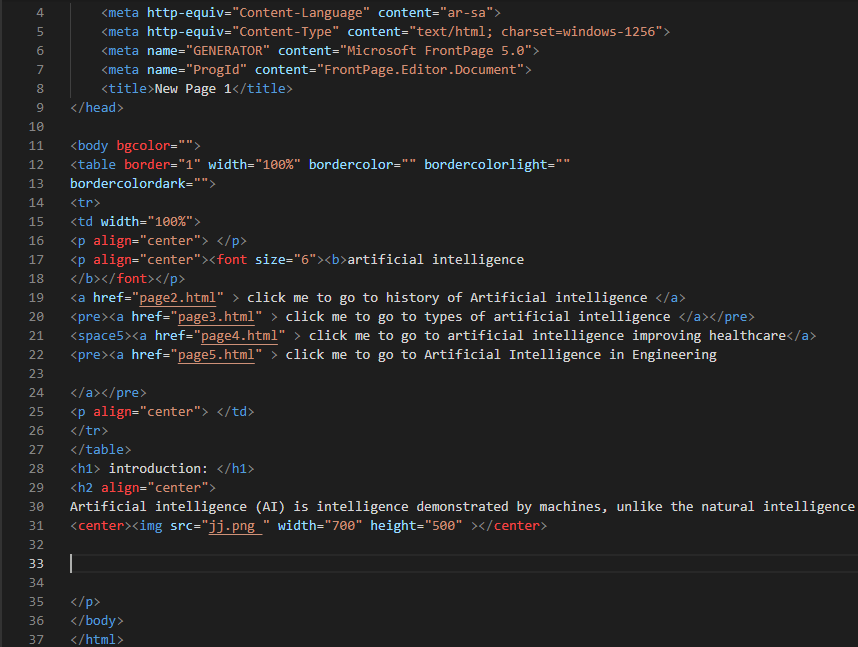 4 <meta http-equiv="Content-Language" content="ar-sa">
5 <meta http-equiv="Content-Type" content="text/html; charset=windows-1256">
6 <meta name="GENERATOR" content="Microsoft FrontPage 5.0">
7 <meta name="ProgId" content="FrontPage.Editor.Document">
8 <title>New Page 1</title>
9 </head>
10
11 <body bgcolor="">
12 <table border="1" width="100%" bordercolor="" bordercolorlight=""
13 bordercolordark="">
14 <tr>
15 <td width="100%">
16 <p align="center"> </p>
17 <p align="center"><font size="6"><b>artificial intelligence
18 </b></font></p>
19 <a href="page2.html" > click me to go to history of Artificial intelligence </a>
20 <pre><a href="page3.html" > click me to go to types of artificial intelligence </a></pre>
21 <space5><a href="page4.html" > click me to go to artificial intelligence improving healthcare</a>
22 <pre><a href="page5.html" > click me to go to Artificial Intelligence in Engineering
23
24 </a></pre>
25 <p align="center"> </td>
26 </tr>
27 </table>
28 <h1> introduction: </h1>
29 <h2 align="center">
30 Artificial intelligence (AI) is intelligence demonstrated by machines, unlike the natural intelligence
31 <center><img src="jj.png " width="700" height="500" ></center>
32
33
34
35 </p>
36 </body>
37 </html>